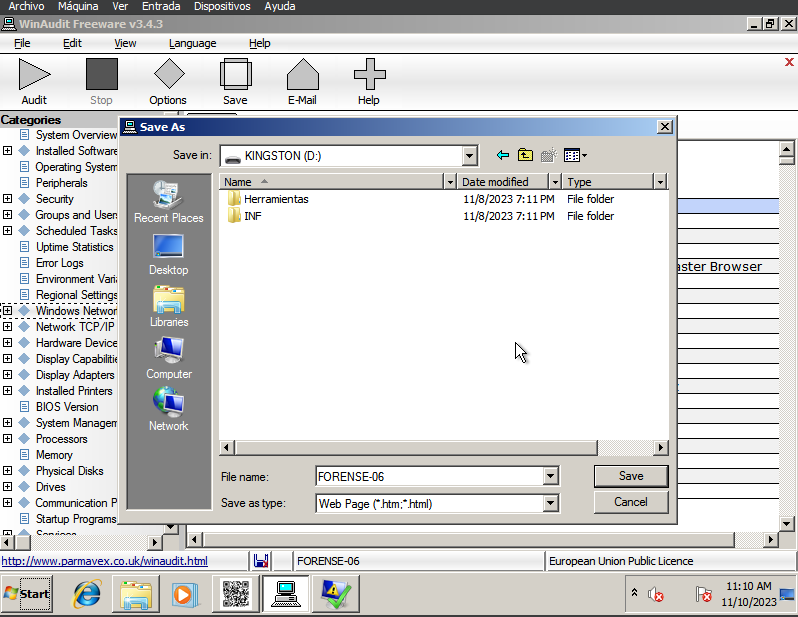 Archivo Máquina Ver Entrada Dispositivos Ayuda
WinAudit Freeware v3.4.3
File Edit View Language Help
Audit Stop Options Save E-Mail Help
Categories
System Overview
Installed Software
Operating System
Peripherals
Security
Groups and Users
Scheduled Tasks
Uptime Statistics
Error Logs
Environment Varia
Regional Settings
Windows Networ
Network TCP/IP
Hardware Device
Display Capabilitie
Display Adapters
Installed Printers
BIOS Version
System Managem
Processors
Memory
Physical Disks
Drives
Communication P
Startup Programs
Services
Save As
Save in: KINGSTON (D:)
Recent Places
Desktop
Libraries
Computer
Network
Name Date modified Type
Herramientas 11/8/2023 7:11 PM File folder
INF 11/8/2023 7:11 PM File folder
File name: FORENSE-06 Save
Save as type: Web Page (*.htm;*.html) Cancel
aster Browser
http://www.parmavex.co.uk/winaudit.html FORENSE-06 European Union Public Licence
Start
11:10 AM
11/10/2023